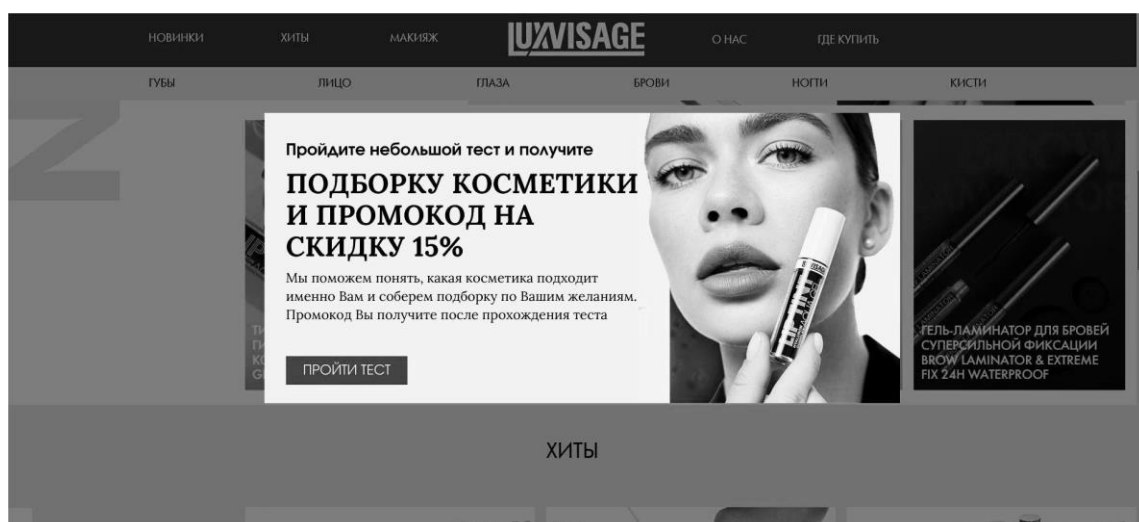 НОВИНКИ ХИТЫ МАКИЯЖ LUXVISAGE О НАС ГДЕ КУПИТЬ
ГУБЫ ЛИЦО ГЛАЗА БРОВИ НОГТИ КИСТИ
Пройдите небольшой тест и получите
ПОДБОРКУ КОСМЕТИКИ
И ПРОМОКОД НА
СКИДКУ 15%
Мы поможем понять, какая косметика подходит
именно Вам и соберем подборку по Вашим желаниям.
Промокод Вы получите после прохождения теста
ПРОЙТИ ТЕСТ
LUXVISAGE
LIP TINT
ГЕЛЬ-ЛАМИНАТОР ДЛЯ БРОВЕЙ
СУПЕРСИЛЬНОЙ ФИКСАЦИИ
BROW LAMINATOR & EXTREME
FIX 24H WATERPROOF
ХИТЫ